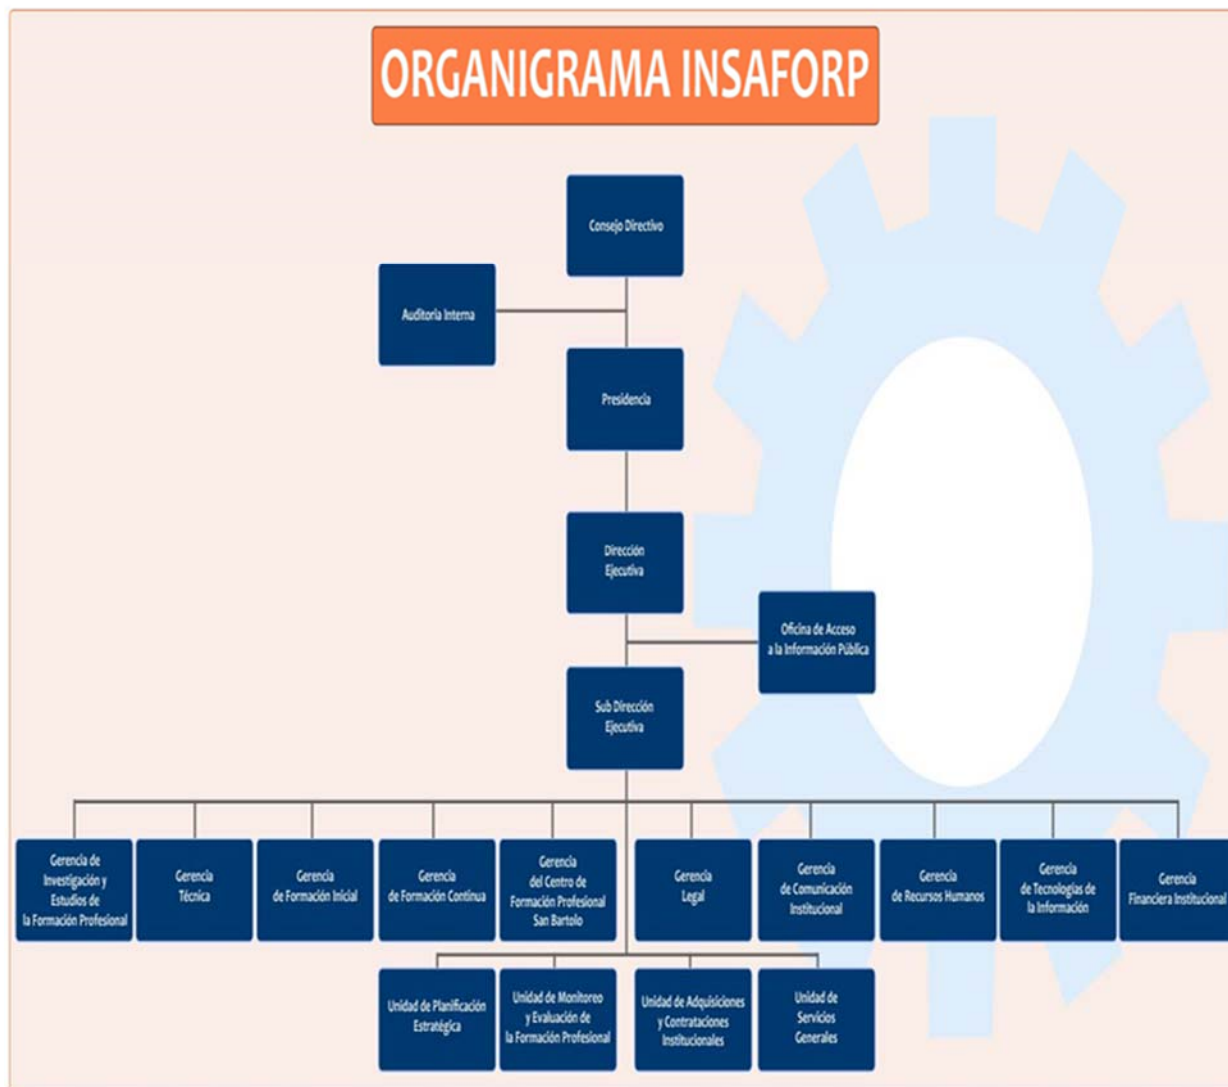 ORGANIGRAMA INSAFORP
Consejo Directivo
Auditoría Interna
Presidencia
Dirección
Ejecutiva
Oficina de Acceso
a la Información Pública
Sub Dirección
Ejecutiva
Gerencia de
Investigación y
Estudios de
la Formación Profesional
Gerencia
Técnica
Gerencia
de Formación Inicial
Gerencia
de Formación Continua
Gerencia
del Centro de
Formación Profesional
San Bartolo
Gerencia
Legal
Gerencia
de Comunicación
Institucional
Gerencia
de Recursos Humanos
Gerencia
de Tecnologías de
la Información
Gerencia
Financiera Institucional
Unidad de Planificación
Estratégica
Unidad de Monitoreo
y Evaluación de
la Formación Profesional
Unidad de Adquisiciones
y Contrataciones
Institucionales
Unidad de
Servicios
Generales